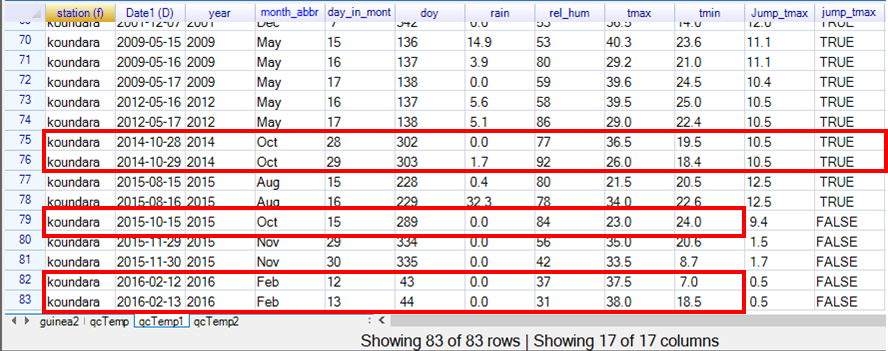 station (f) Date1 (D) year month_abbr day_in_mont doy rain rel_hum tmax tmin Jump_tmax jump_tmax
koundara 2001-12-07 2001 Dec 7 342 0.0 53 14.0 12.0 TRUE
70 koundara 2009-05-15 2009 May 15 136 14.9 53 40.3 23.6 11.1 TRUE
71 koundara 2009-05-16 2009 May 16 137 3.9 80 29.2 21.0 11.1 TRUE
72 koundara 2009-05-17 2009 May 17 138 0.0 59 39.6 24.5 10.4 TRUE
73 koundara 2012-05-16 2012 May 16 137 5.6 58 39.5 25.0 10.5 TRUE
74 koundara 2012-05-17 2012 May 17 138 5.1 86 29.0 22.4 10.5 TRUE
75 koundara 2014-10-28 2014 Oct 28 302 0.0 77 36.5 19.5 10.5 TRUE
76 koundara 2014-10-29 2014 Oct 29 303 1.7 92 26.0 18.4 10.5 TRUE
77 koundara 2015-08-15 2015 Aug 15 228 0.4 80 21.5 20.5 12.5 TRUE
78 koundara 2015-08-16 2015 Aug 16 229 32.3 78 34.0 22.6 12.5 TRUE
79 koundara 2015-10-15 2015 Oct 15 289 0.0 84 23.0 24.0 9.4 FALSE
80 koundara 2015-11-29 2015 Nov 29 334 0.0 56 35.0 20.6 1.5 FALSE
81 koundara 2015-11-30 2015 Nov 30 335 0.0 42 33.5 8.7 1.7 FALSE
82 koundara 2016-02-12 2016 Feb 12 43 0.0 37 37.5 7.0 0.5 FALSE
83 koundara 2016-02-13 2016 Feb 13 44 0.0 31 38.0 18.5 0.5 FALSE
guinea2 qcTemp qcTemp1 qcTemp2
Showing 83 of 83 rows | Showing 17 of 17 columns